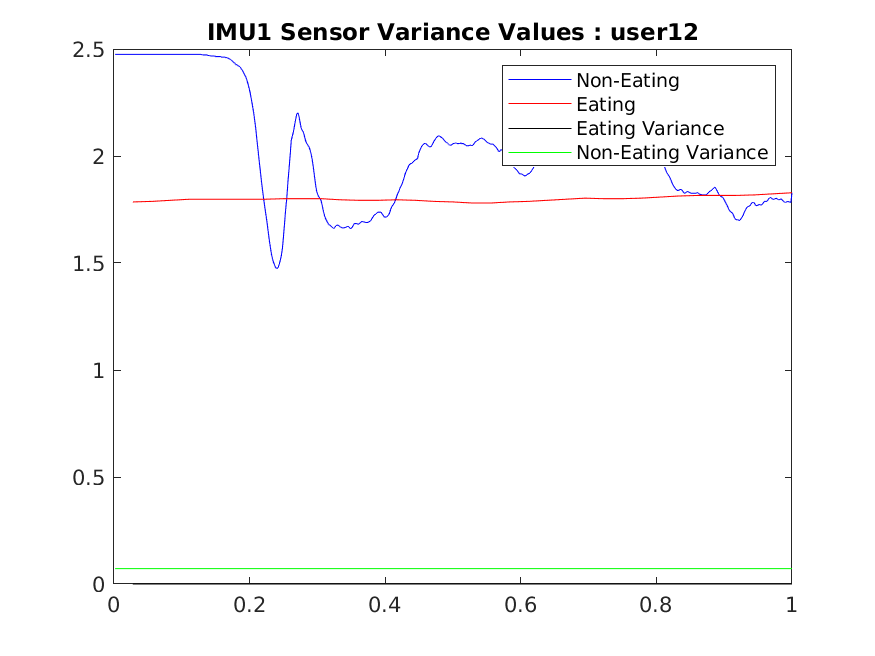 IMU1 Sensor Variance Values : user12
2.5
2
1.5
1
0.5
0
Non-Eating
Eating
Eating Variance
Non-Eating Variance
0 0.2 0.4 0.6 0.8 1